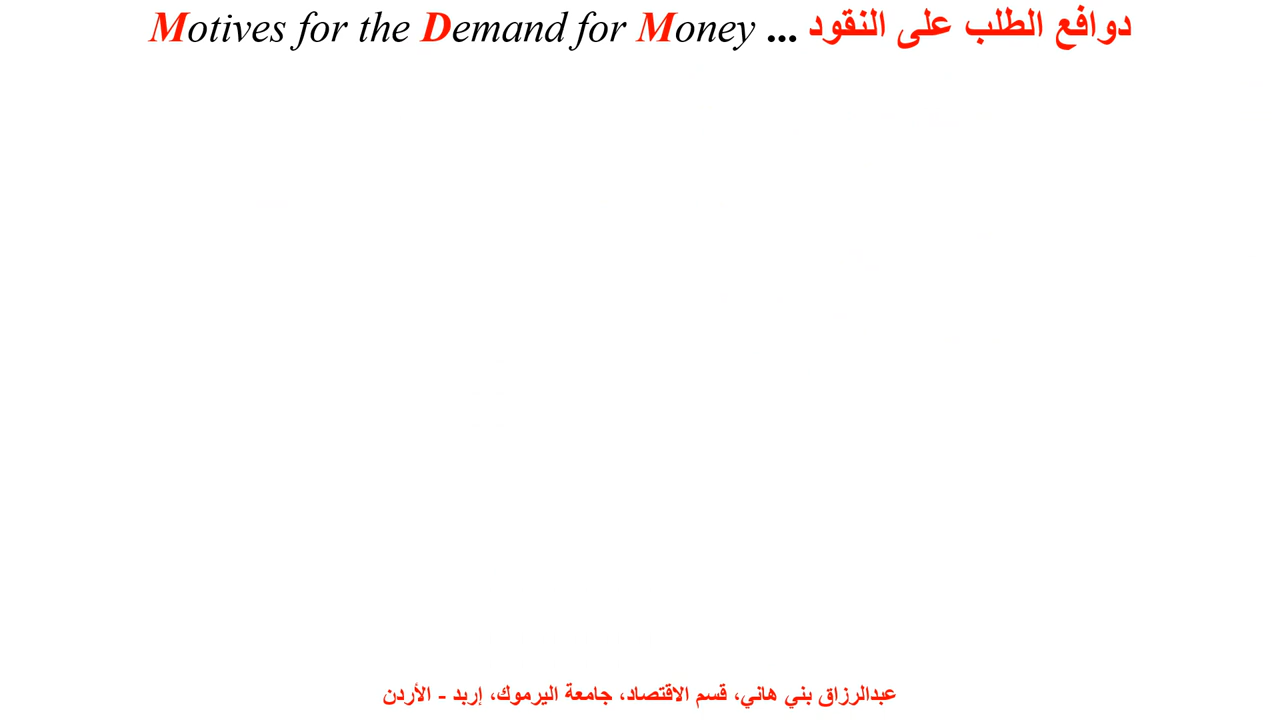 دوافع الطلب على النقود ... Motives for the Demand for Money
عبدالرزاق بني هاني، قسم الاقتصاد، جامعة اليرموك، إربد - الأردن